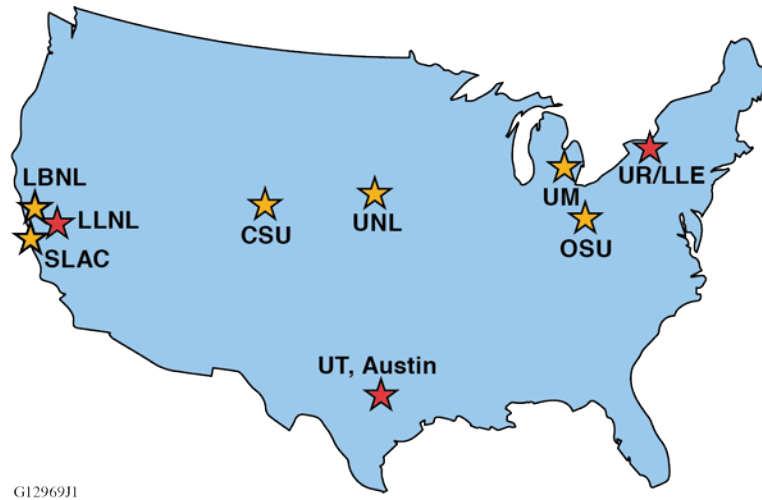 LBNL
LLNL
SLAC
CSU
UNL
UM
UR/LLE
OSU
UT, Austin
G12969J1